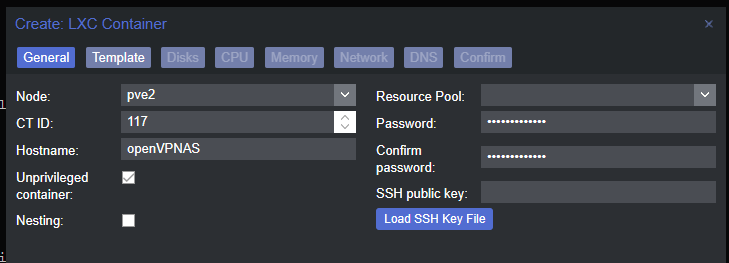 Create: LXC Container
General Template Disks CPU Memory Network DNS Confirm
Node: pve2 Resource Pool:
CT ID: 117 Password: •••••••••••••
Hostname: openVPNAS Confirm password: •••••••••••••
Unprivileged container: SSH public key:
Nesting: Load SSH Key File